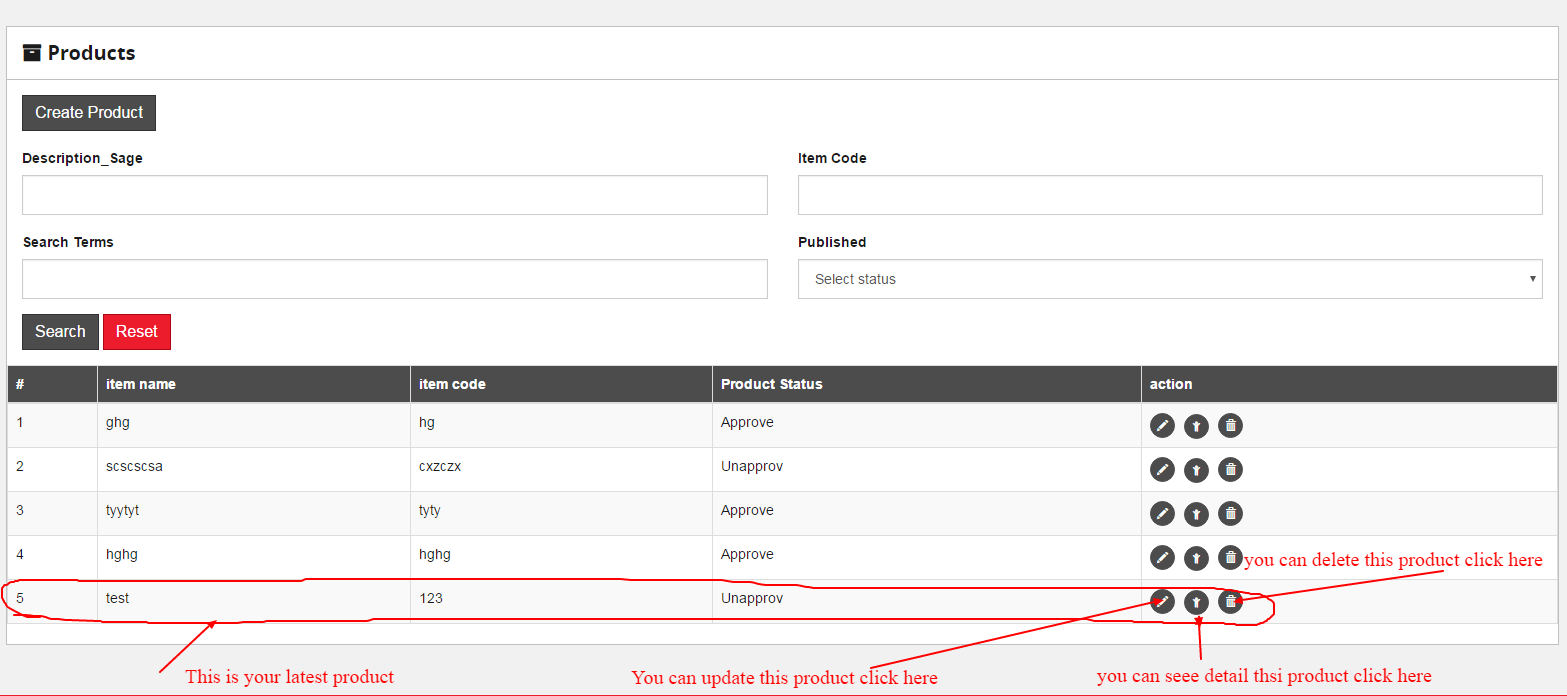 Products
Create Product
Description_Sage Item Code
Search Terms Published
Select status
Search Reset
# item name item code Product Status action
1 ghg hg Approve
2 scscscsa cxzczx Unapprov
3 tyytyt tyty Approve
4 hghg hghg Approve
you can delete this product click here
5 test 123 Unapprov
This is your latest product
You can update this product click here
you can seee detail thsi product click here